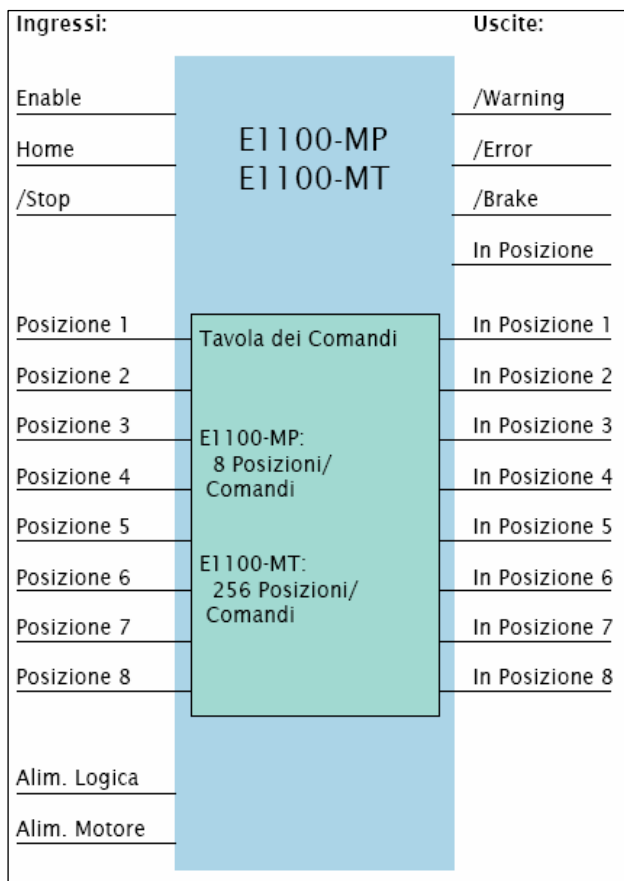 Ingressi:
Uscite:
Enable
Home
/Stop
E1100-MP
E1100-MT
/Warning
/Error
/Brake
In Posizione
Posizione 1
Posizione 2
Posizione 3
Posizione 4
Posizione 5
Posizione 6
Posizione 7
Posizione 8
Tavola dei Comandi
E1100-MP:
8 Posizioni/
Comandi
E1100-MT:
256 Posizioni/
Comandi
In Posizione 1
In Posizione 2
In Posizione 3
In Posizione 4
In Posizione 5
In Posizione 6
In Posizione 7
In Posizione 8
Alim. Logica
Alim. Motore